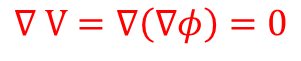 ∇ V = ∇(∇ϕ) = 0